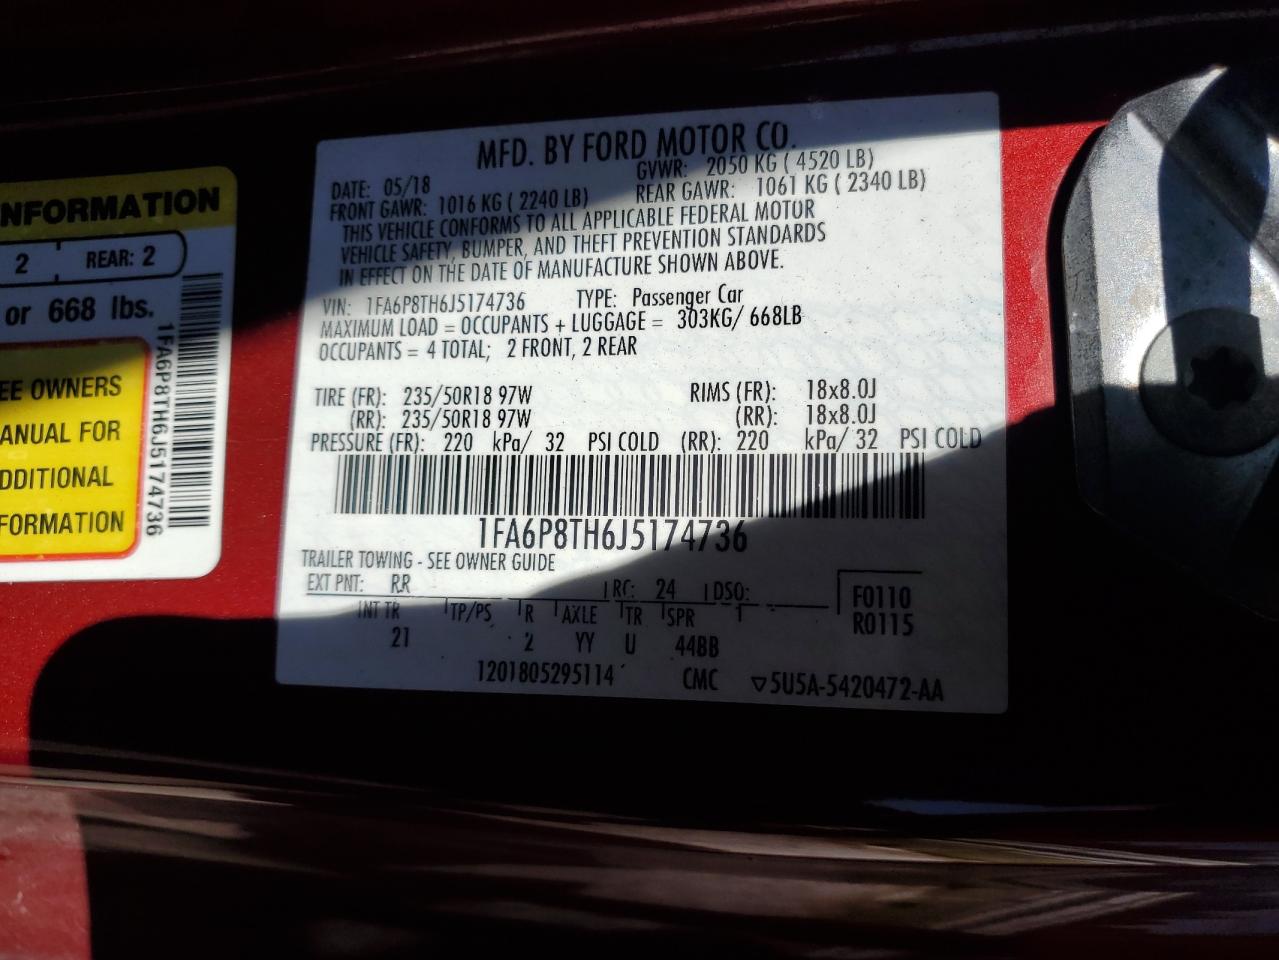 NFORMATION
2 REAR: 2
or 668 lbs.
EE OWNERS
ANUAL FOR
DDITIONAL
FORMATION
1FA6P8TH6J5174736
MFD. BY FORD MOTOR CO.
DATE: 05/18 GVWR: 2050 KG ( 4520 LB)
FRONT GAWR: 1016 KG ( 2240 LB) REAR GAWR: 1061 KG ( 2340 LB)
THIS VEHICLE CONFORMS TO ALL APPLICABLE FEDERAL MOTOR
VEHICLE SAFETY, BUMPER, AND THEFT PREVENTION STANDARDS
IN EFFECT ON THE DATE OF MANUFACTURE SHOWN ABOVE.
VIN: 1FA6P8TH6J5174736 TYPE: Passenger Car
MAXIMUM LOAD = OCCUPANTS + LUGGAGE = 303KG/ 668LB
OCCUPANTS = 4 TOTAL; 2 FRONT, 2 REAR
TIRE (FR): 235/50R18 97W RIMS (FR): 18x8.0J
(RR): 235/50R18 97W (RR): 18x8.0J
PRESSURE (FR): 220 kPa/ 32 PSI COLD (RR): 220 kPa/ 32 PSI COLD
1FA6P8TH6J5174736
TRAILER TOWING - SEE OWNER GUIDE
EXT PNT: RR RC: 24 DSO: F0110
INT TR TP/PS R AXLE TR SPR R0115
21 2 YY U 44BB
1201805295114 CMC ▽5U5A-5420472-AA